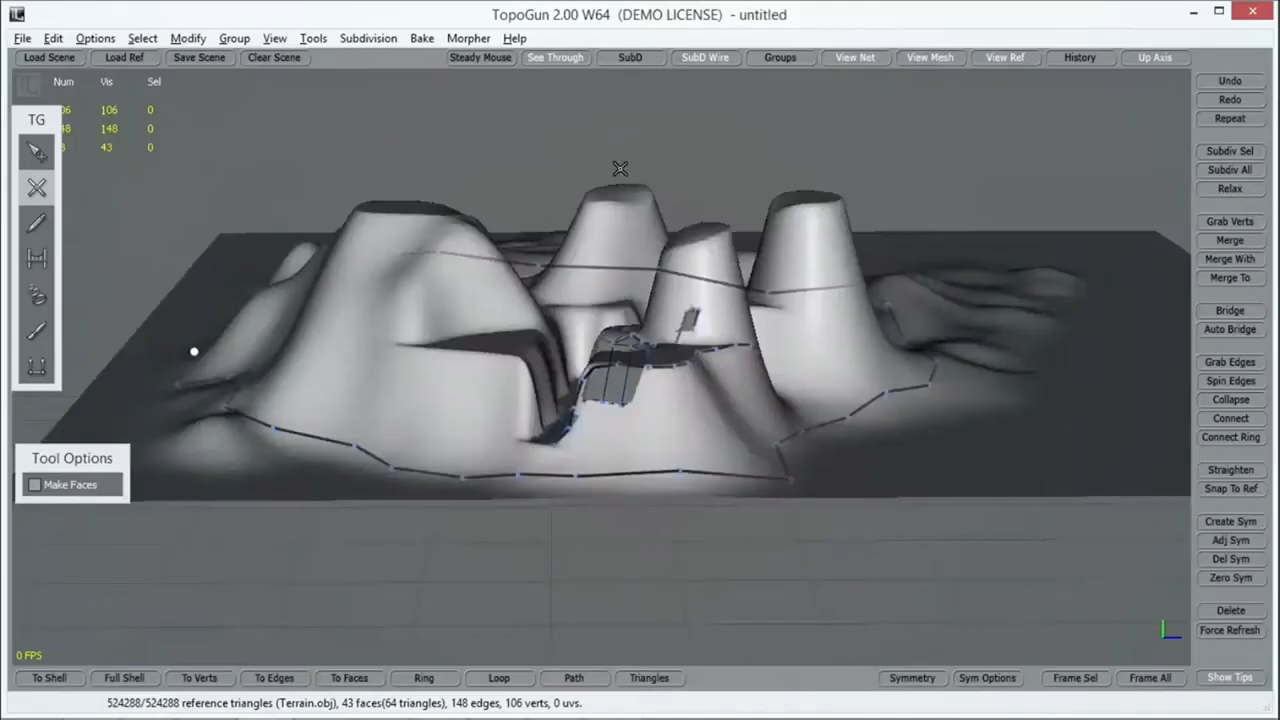 TopoGun 2.00 W64 (DEMO LICENSE) - untitled
File Edit Options Select Modify Group View Tools Subdivision Bake Morpher Help
Load Scene Load Ref Save Scene Clear Scene Steady Mouse See Through SubD SubD Wire Groups View Net View Mesh View Ref History Up Axis
Num Vis Sel
06 106 0
48 148 0
3 43 0
TG
Undo
Redo
Repeat
Subdiv Sel
Subdiv All
Relax
Grab Verts
Merge
Merge With
Merge To
Bridge
Auto Bridge
Grab Edges
Spin Edges
Collapse
Connect
Connect Ring
Straighten
Snap To Ref
Create Sym
Adj Sym
Del Sym
Zero Sym
Delete
Force Refresh
Tool Options
Make Faces
0 FPS
To Shell Full Shell To Verts To Edges To Faces Ring Loop Path Triangles Symmetry Sym Options Frame Sel Frame All Show Tips
524288/524288 reference triangles (Terrain.obj), 43 faces(64 triangles), 148 edges, 106 verts, 0 uvs.